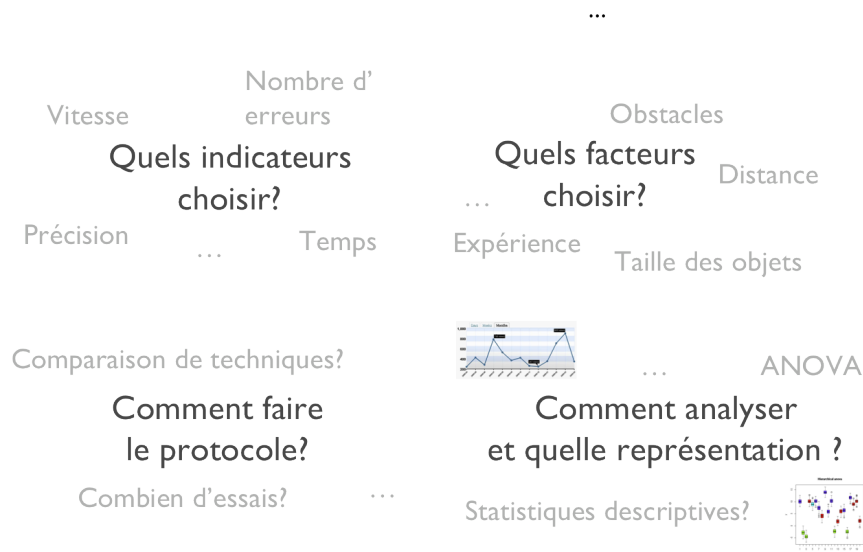 ...
Nombre d'
Vitesse
erreurs
Obstacles
Quels indicateurs
choisir?
Quels facteurs
choisir?
Distance
...
Précision
...
Temps
Expérience
Taille des objets
Comparaison de techniques?
...
ANOVA
Comment faire
le protocole?
Comment analyser
et quelle représentation ?
Combien d'essais?
...
Statistiques descriptives?